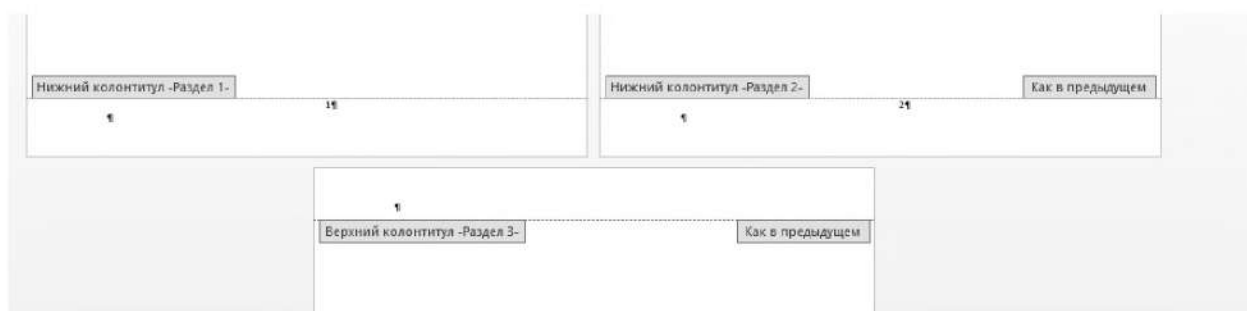 Нижний колонтитул -Раздел 1-
1¶
¶
Нижний колонтитул -Раздел 2-
Как в предыдущем
2¶
¶
¶
Верхний колонтитул -Раздел 3-
Как в предыдущем